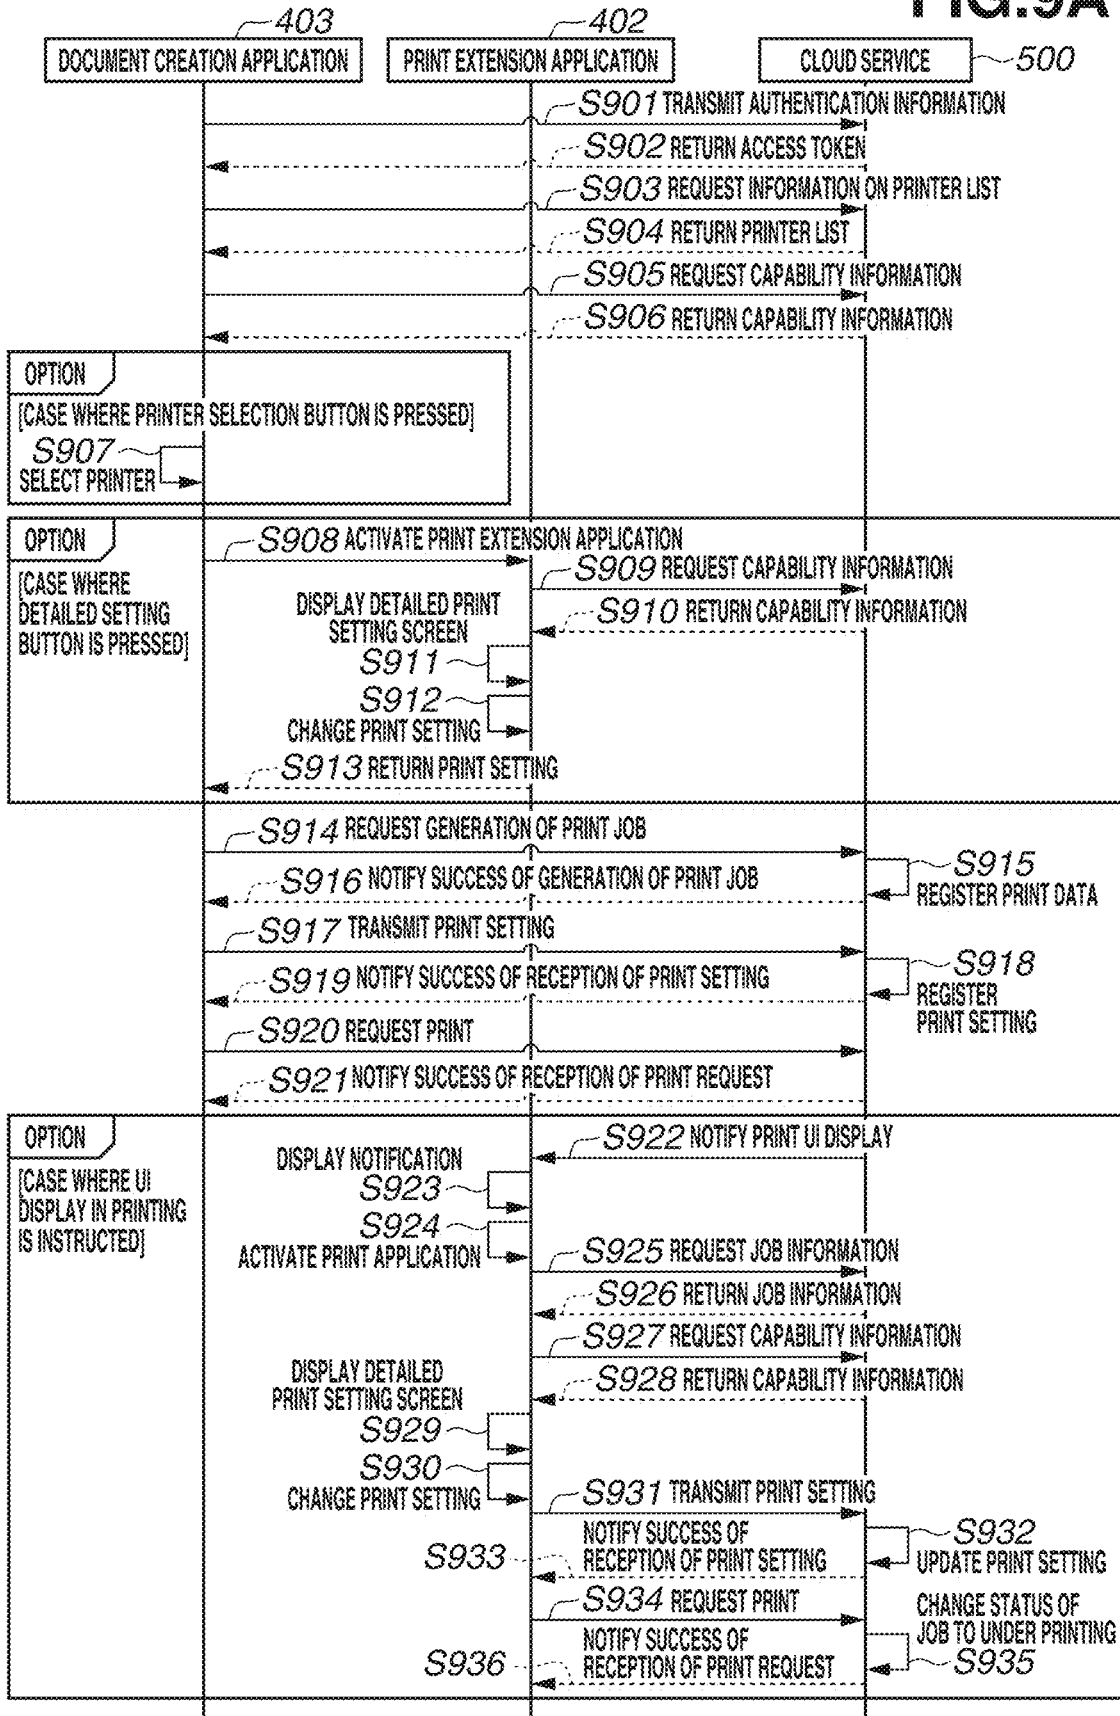 FIG.9A
403
402
DOCUMENT CREATION APPLICATION
PRINT EXTENSION APPLICATION
CLOUD SERVICE
500
S901 TRANSMIT AUTHENTICATION INFORMATION
S902 RETURN ACCESS TOKEN
S903 REQUEST INFORMATION ON PRINTER LIST
S904 RETURN PRINTER LIST
S905 REQUEST CAPABILITY INFORMATION
S906 RETURN CAPABILITY INFORMATION
OPTION
[CASE WHERE PRINTER SELECTION BUTTON IS PRESSED]
S907
SELECT PRINTER
OPTION
[CASE WHERE
DETAILED SETTING
BUTTON IS PRESSED]
S908 ACTIVATE PRINT EXTENSION APPLICATION
S909 REQUEST CAPABILITY INFORMATION
S910 RETURN CAPABILITY INFORMATION
DISPLAY DETAILED PRINT
SETTING SCREEN
S911
S912
CHANGE PRINT SETTING
S913 RETURN PRINT SETTING
S914 REQUEST GENERATION OF PRINT JOB
S915
REGISTER PRINT DATA
S916 NOTIFY SUCCESS OF GENERATION OF PRINT JOB
S917 TRANSMIT PRINT SETTING
S918
REGISTER
PRINT SETTING
S919 NOTIFY SUCCESS OF RECEPTION OF PRINT SETTING
S920 REQUEST PRINT
S921 NOTIFY SUCCESS OF RECEPTION OF PRINT REQUEST
OPTION
[CASE WHERE UI
DISPLAY IN PRINTING
IS INSTRUCTED]
S922 NOTIFY PRINT UI DISPLAY
DISPLAY NOTIFICATION
S923
S924
ACTIVATE PRINT APPLICATION
S925 REQUEST JOB INFORMATION
S926 RETURN JOB INFORMATION
S927 REQUEST CAPABILITY INFORMATION
S928 RETURN CAPABILITY INFORMATION
DISPLAY DETAILED
PRINT SETTING SCREEN
S929
S930
CHANGE PRINT SETTING
S931 TRANSMIT PRINT SETTING
S932
UPDATE PRINT SETTING
NOTIFY SUCCESS OF
RECEPTION OF PRINT SETTING
S933
S934 REQUEST PRINT
CHANGE STATUS OF
JOB TO UNDER PRINTING
S935
NOTIFY SUCCESS OF
RECEPTION OF PRINT REQUEST
S936